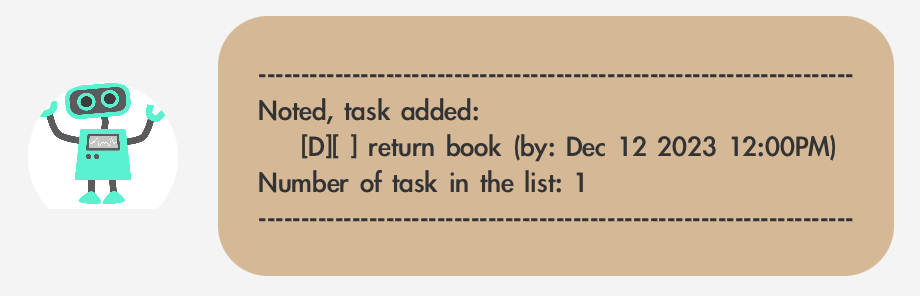 ----------------------------------------------------------------------
Noted, task added:
[D][ ] return book (by: Dec 12 2023 12:00PM)
Number of task in the list: 1
----------------------------------------------------------------------